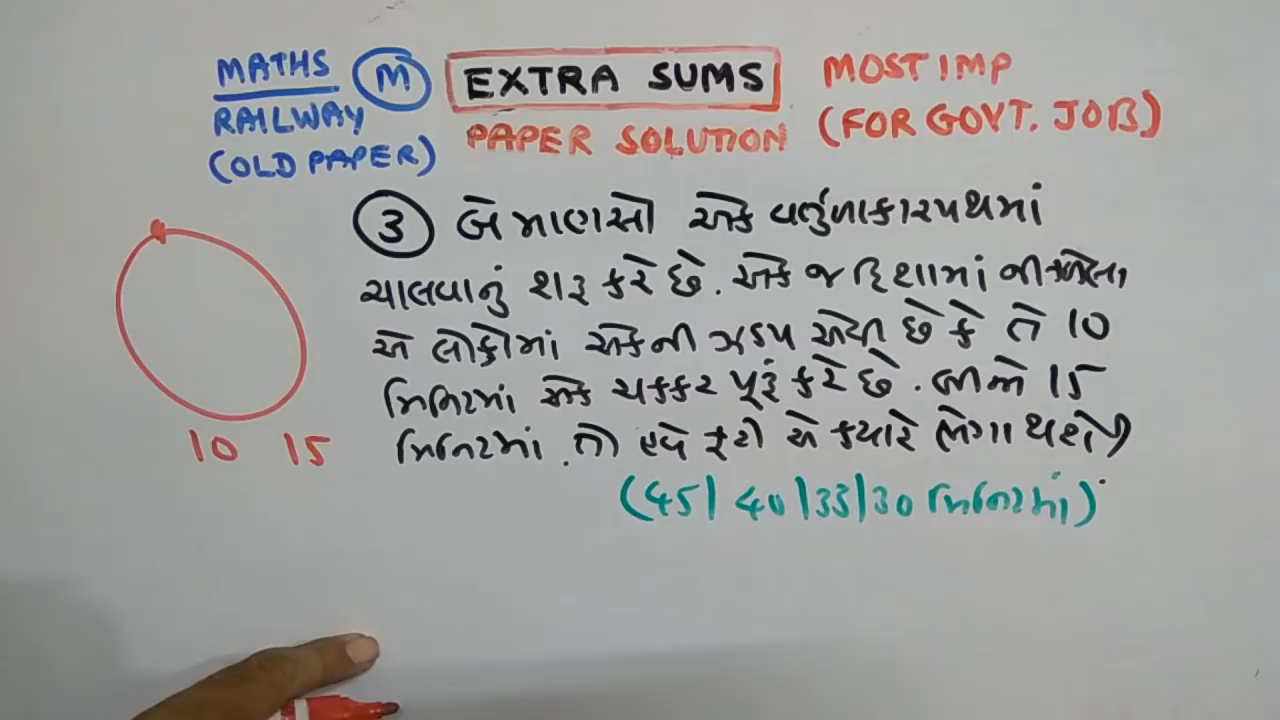 MATHS
RAILWAY
(OLD PAPER)
M
EXTRA SUMS
PAPER SOLUTION
MOST IMP
(FOR GOVT. JOB)
3 બે માણસો એક વર્તુળાકારપથમાં
ચાલવાનું શરૂ કરે છે. એક જ દિશામાં
એ લોકોમાં એકની ઝડપ એવી છે કે તે 10
મિનિટમાં એક ચક્કર પૂરું કરે છે. બીજો 15
મિનિટમાં. તો હવે ફરી એ ક્યારે ભેગા થશે?
(45/ 40/33/30 મિનિટમાં)
10 15